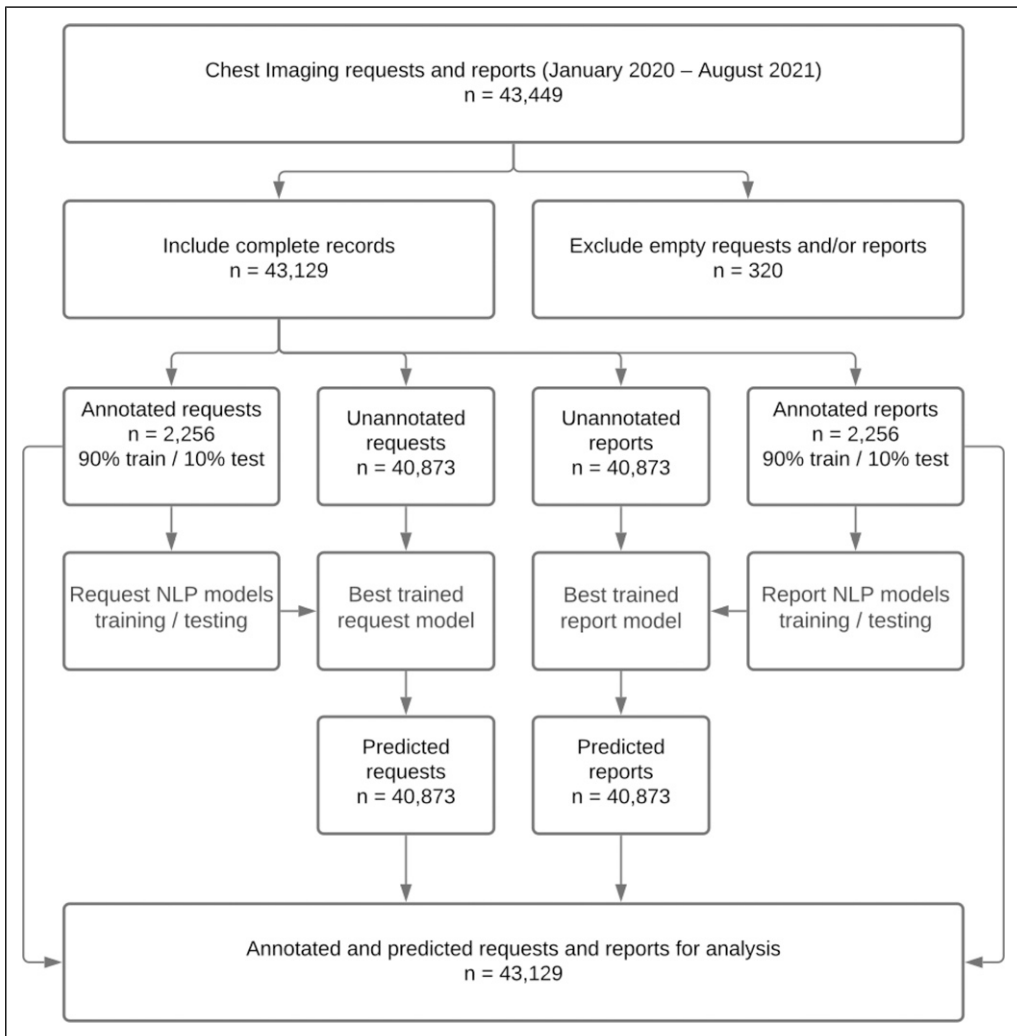 Chest Imaging requests and reports (January 2020 – August 2021)
n = 43,449
Include complete records
n = 43,129
Exclude empty requests and/or reports
n = 320
Annotated requests
n = 2,256
90% train / 10% test
Unannotated
requests
n = 40,873
Unannotated
reports
n = 40,873
Annotated reports
n = 2,256
90% train / 10% test
Request NLP models
training / testing
Best trained
request model
Best trained
report model
Report NLP models
training / testing
Predicted
requests
n = 40,873
Predicted
reports
n = 40,873
Annotated and predicted requests and reports for analysis
n = 43,129